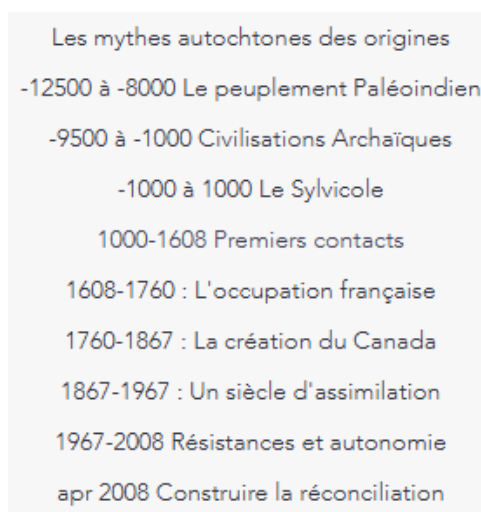 Les mythes autochtones des origines
-12500 à -8000 Le peuplement Paléoindien
-9500 à -1000 Civilisations Archaïques
-1000 à 1000 Le Sylvicole
1000-1608 Premiers contacts
1608-1760 : L'occupation française
1760-1867 : La création du Canada
1867-1967 : Un siècle d'assimilation
1967-2008 Résistances et autonomie
apr 2008 Construire la réconciliation